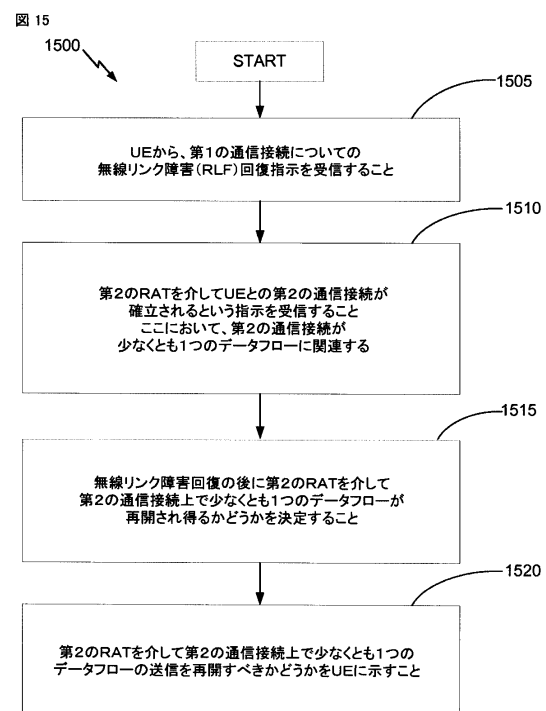 図 15
1500
START
1505
UEから、第1の通信接続についての
無線リンク障害(RLF)回復指示を受信すること
1510
第2のRATを介してUEとの第2の通信接続が
確立されるという指示を受信すること
ここにおいて、第2の通信接続が
少なくとも1つのデータフローに関連する
1515
無線リンク障害回復の後に第2のRATを介して
第2の通信接続上で少なくとも1つのデータフローが
再開され得るかどうかを決定すること
1520
第2のRATを介して第2の通信接続上で少なくとも1つの
データフローの送信を再開すべきかどうかをUEに示すこと